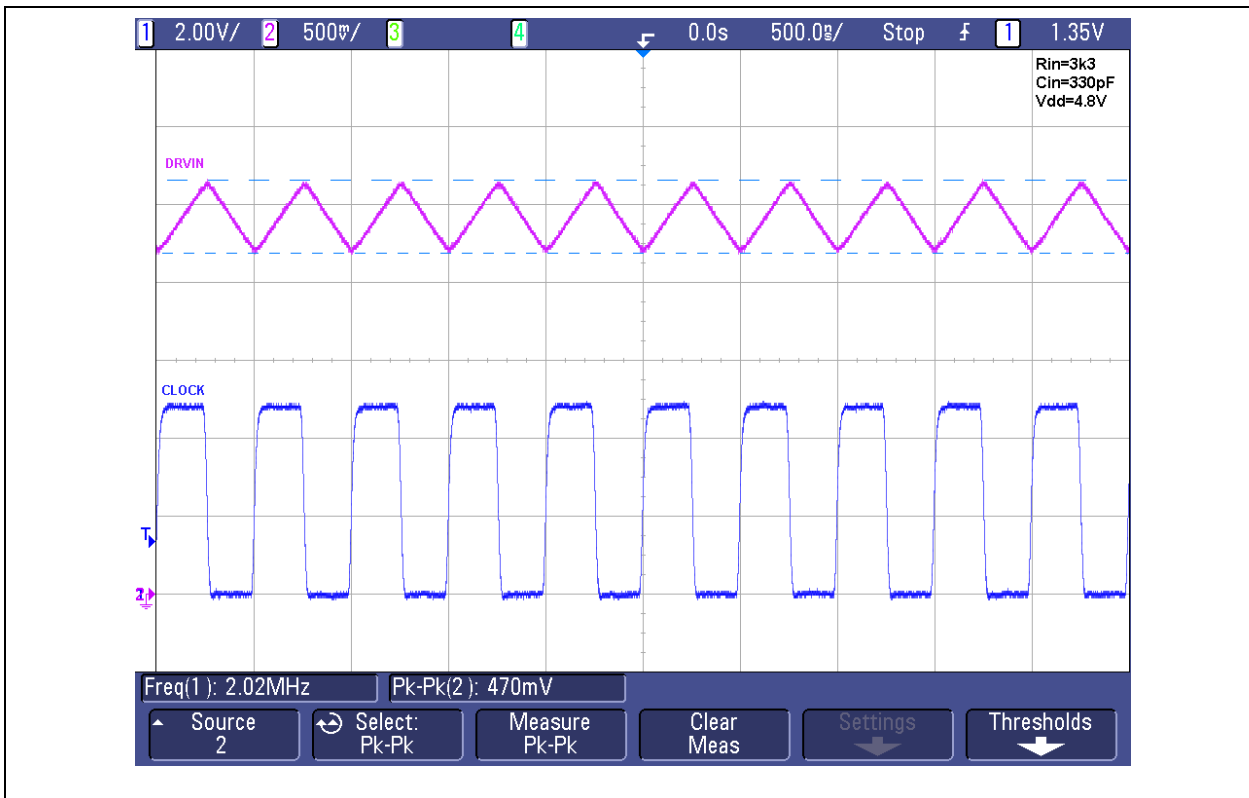 1 2.00V/ 2 500mV/ 3 4 0.0s 500.0ns/ Stop 1 1.35V
Rin=3k3
Cin=330pF
Vdd=4.8V
DRVIN
CLOCK
T
Freq(1): 2.02MHz Pk-Pk(2): 470mV
Source
2
Select:
Pk-Pk
Measure
Pk-Pk
Clear
Meas
Settings
Thresholds